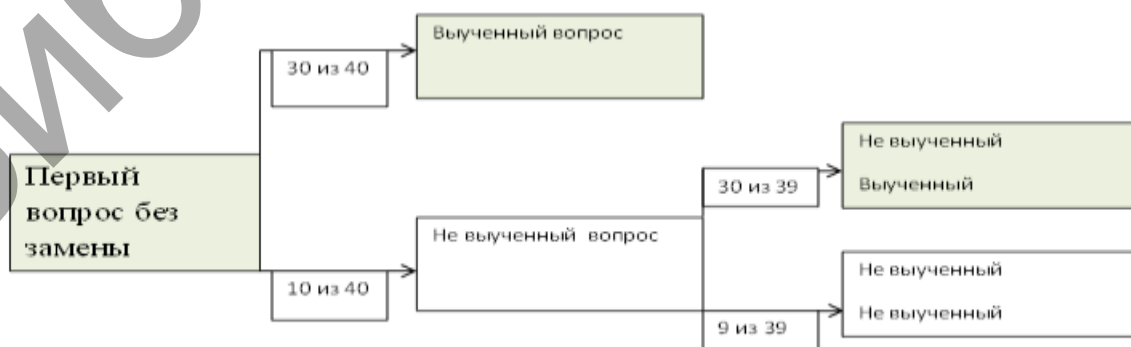 Выученный вопрос
30 из 40
Не выученный
Выученный
30 из 39
Первый
вопрос без
замены
Не выученный вопрос
10 из 40
Не выученный
Не выученный
9 из 39